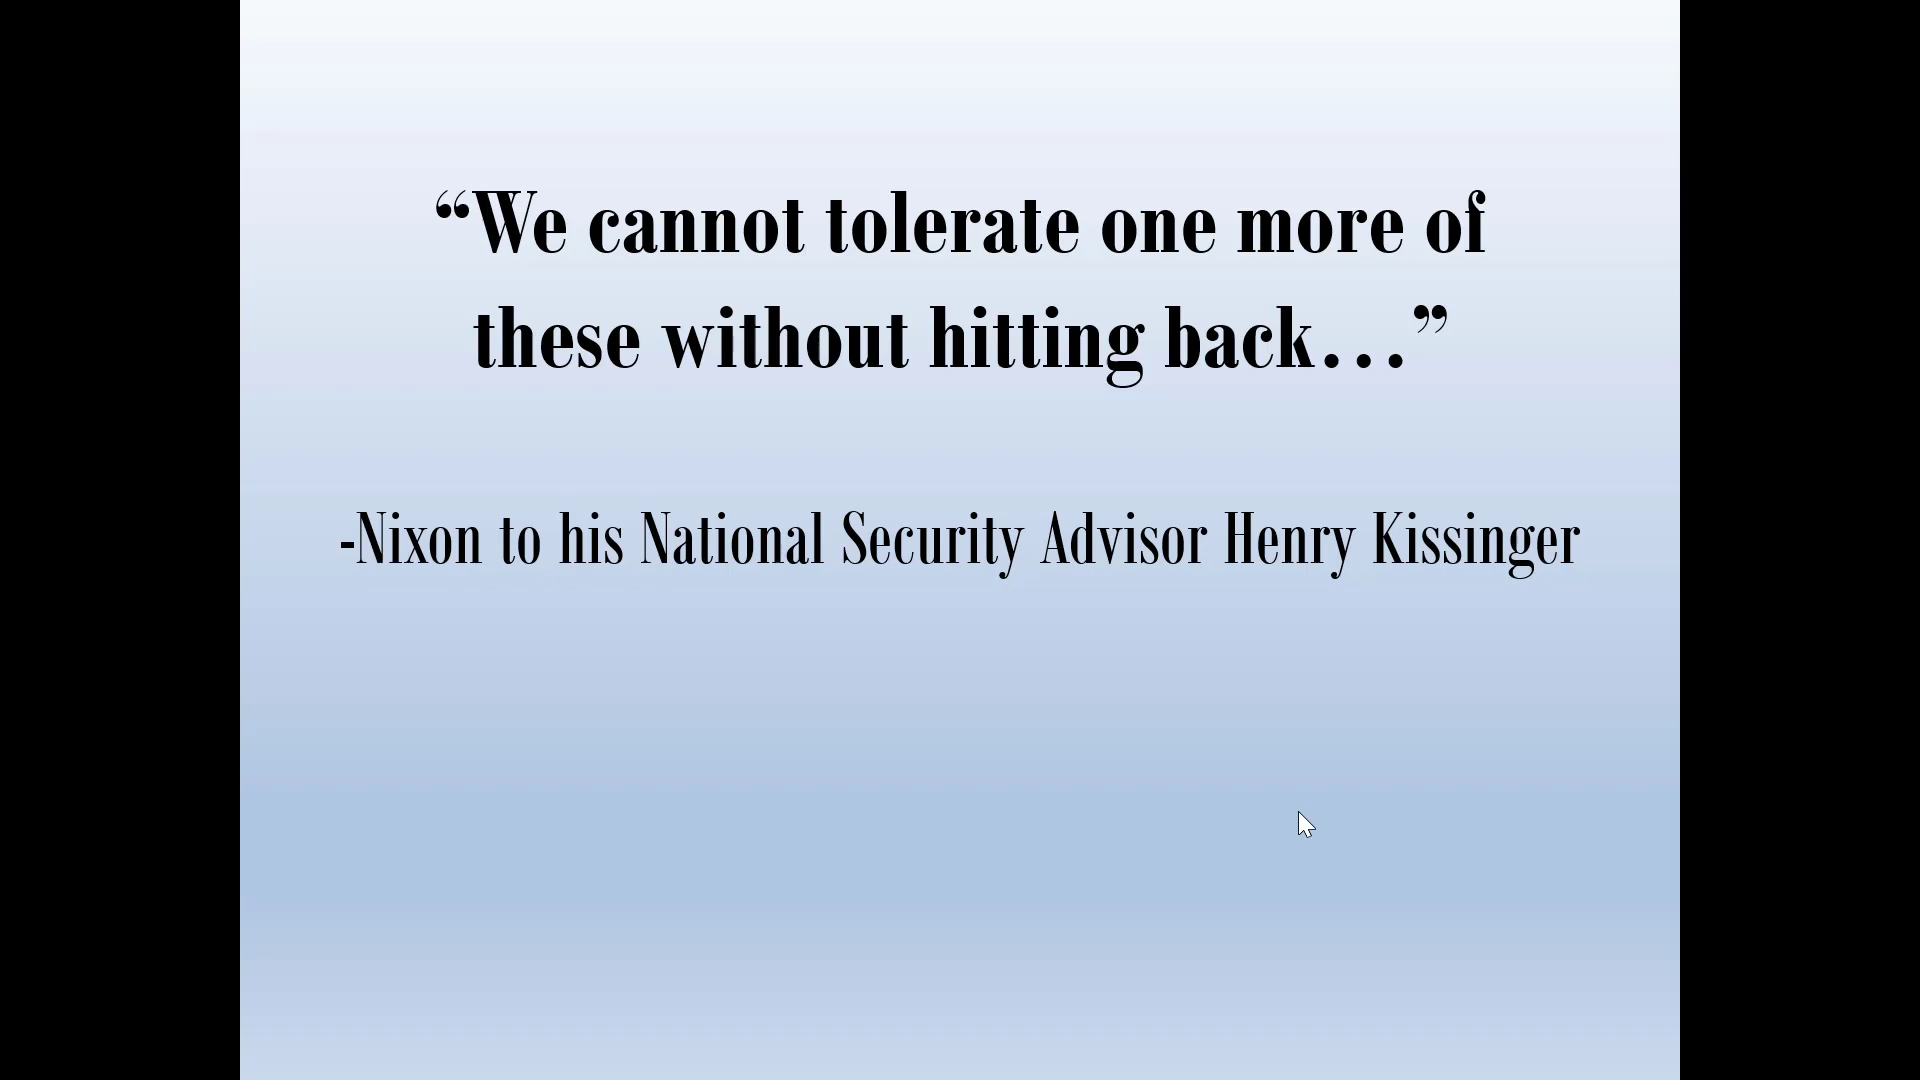 “We cannot tolerate one more of
these without hitting back…”
-Nixon to his National Security Advisor Henry Kissinger